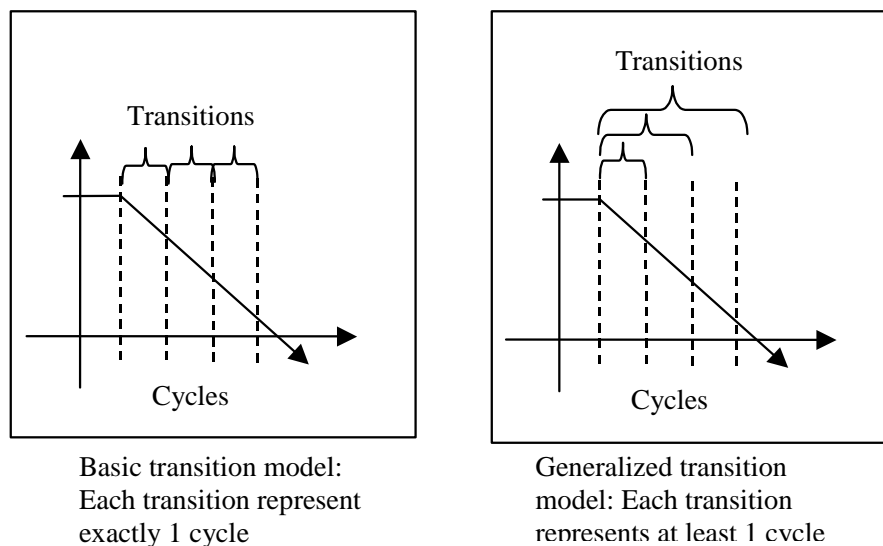 Transitions
Cycles
Basic transition model:
Each transition represent
exactly 1 cycle
Transitions
Cycles
Generalized transition
model: Each transition
represents at least 1 cycle